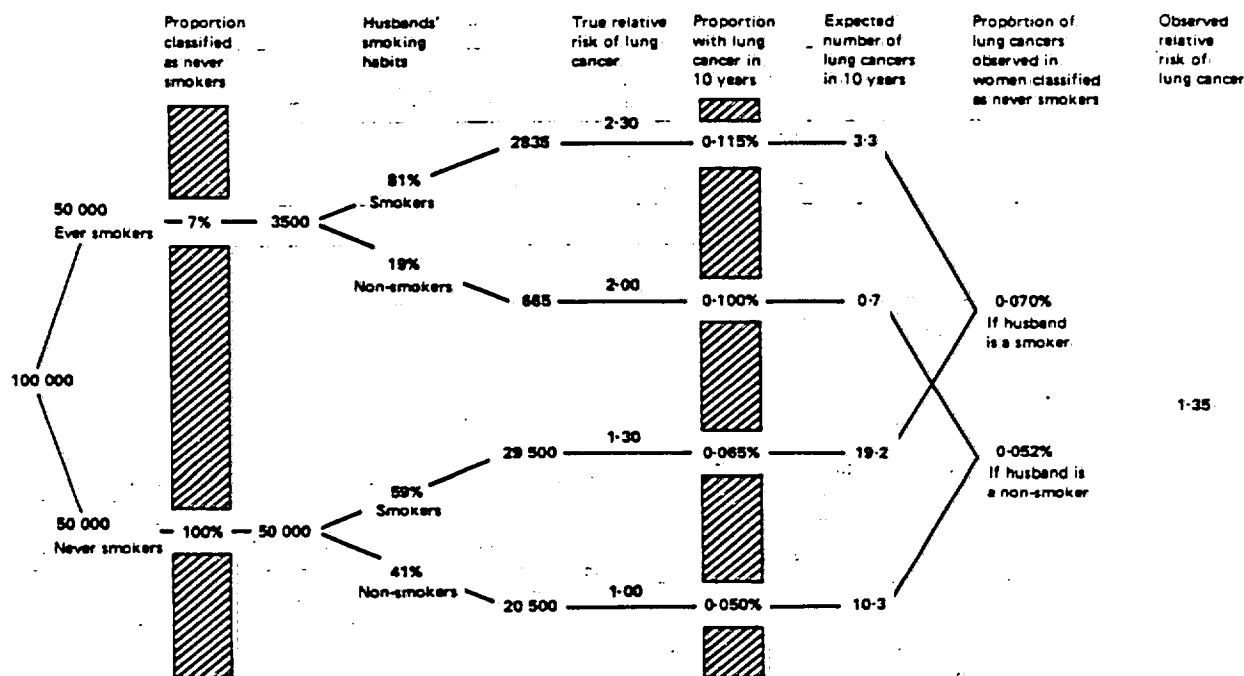 Proportion
classified
as never
smokers
Husbands'
smoking
habits
True relative
risk of lung
cancer
Proportion
with lung
cancer in
10 years
Expected
number of
lung cancers
in 10 years
Proportion of
lung cancers
observed in
women classified
as never smokers
Observed
relative
risk of
lung cancer
2·30
2835
0·115%
3·3
81%
Smokers
50 000
Ever smokers
7%
3500
19%
Non-smokers
2·00
665
0·100%
0·7
0·070%
If husband
is a smoker
100 000
1·35
1·30
29 500
0·065%
19·2
0·052%
If husband is
a non-smoker
59%
Smokers
50 000
Never smokers
100%
50 000
41%
Non-smokers
1·00
20 500
0·050%
10·3